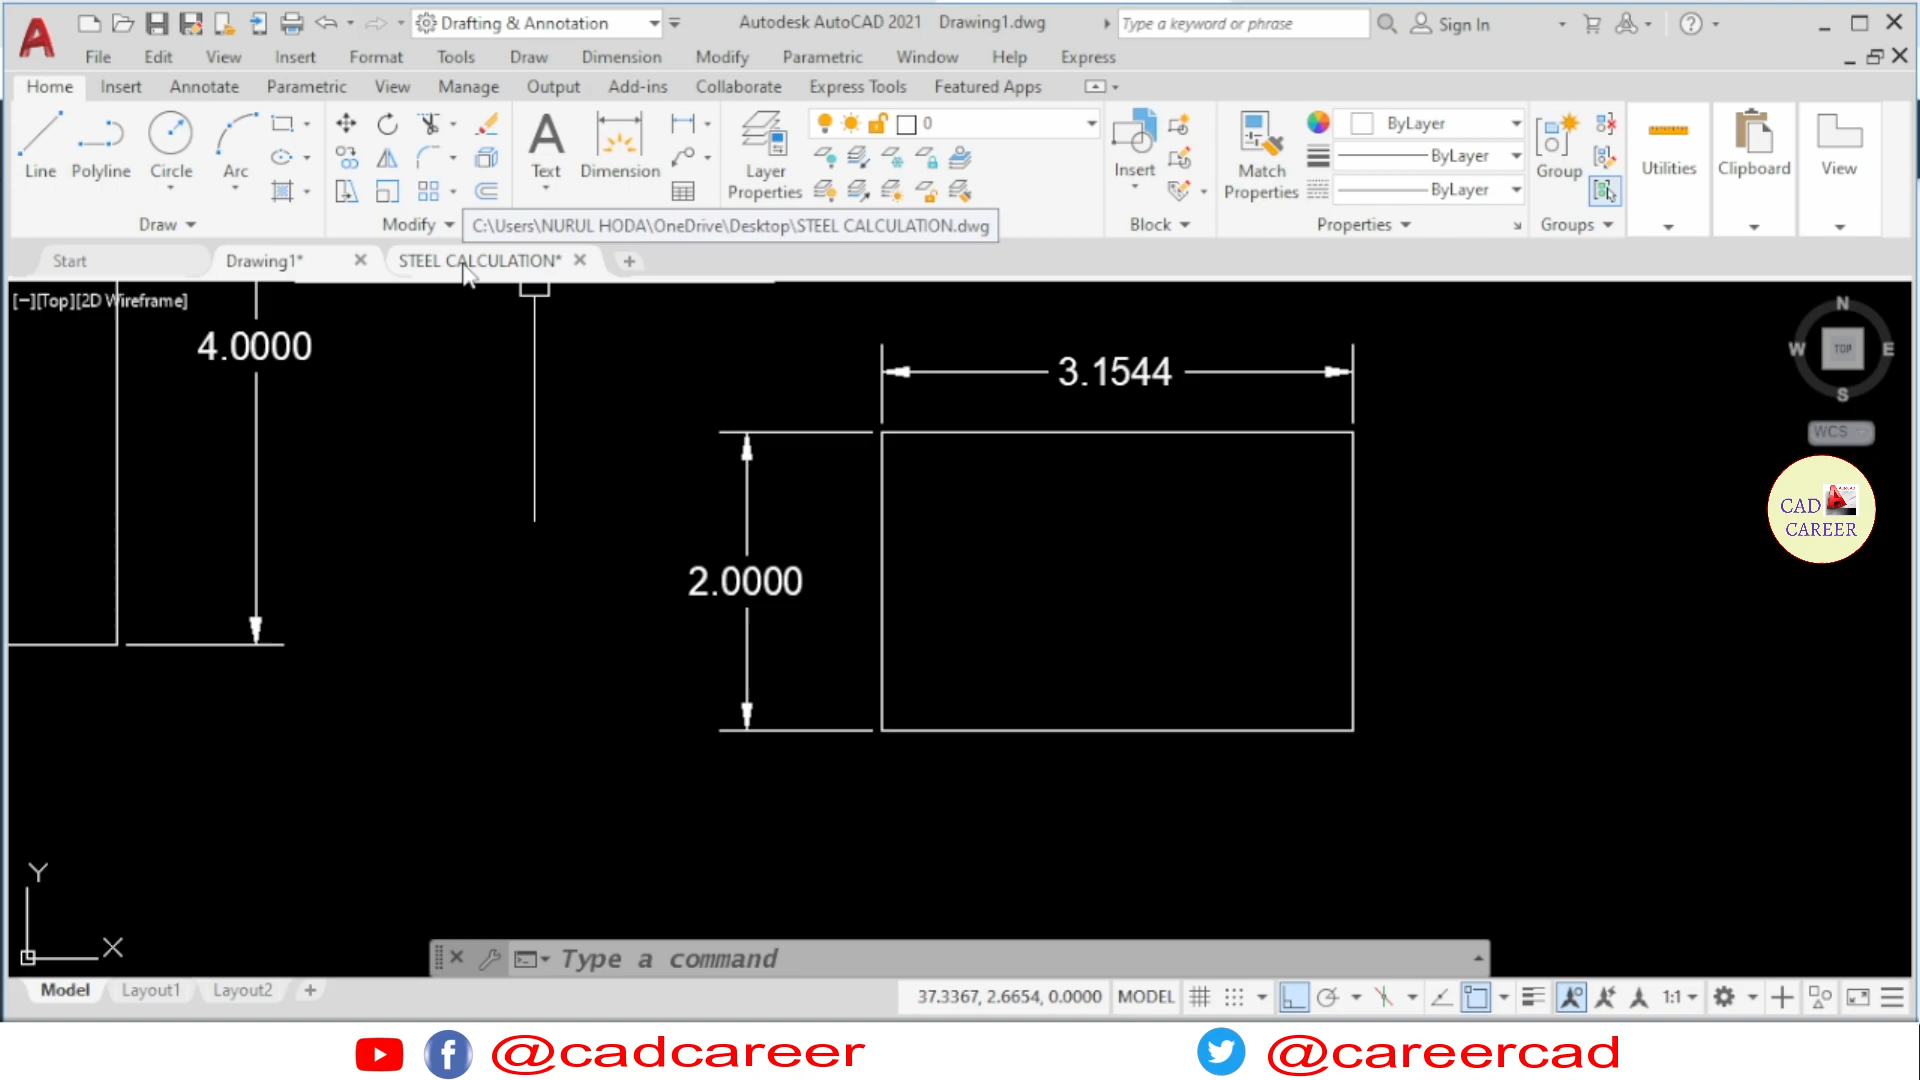 Drafting & Annotation
Autodesk AutoCAD 2021 Drawing1.dwg
Type a keyword or phrase
Sign In
File Edit View Insert Format Tools Draw Dimension Modify Parametric Window Help Express
Home Insert Annotate Parametric View Manage Output Add-ins Collaborate Express Tools Featured Apps
Line Polyline Circle Arc
Text Dimension
Layer Properties
0
Insert
Match Properties
ByLayer
ByLayer
ByLayer
Group
Utilities
Clipboard
View
Draw Modify Block Properties Groups
C:\Users\NURUL HODA\OneDrive\Desktop\STEEL CALCULATION.dwg
Start Drawing1* STEEL CALCULATION*
[−][Top][2D Wireframe]
4.0000
3.1544
2.0000
N
W TOP E
S
WCS
CAD
CAREER
Y
X
Type a command
Model Layout1 Layout2
37.3367, 2.6654, 0.0000 MODEL
1:1
@cadcareer @careercad